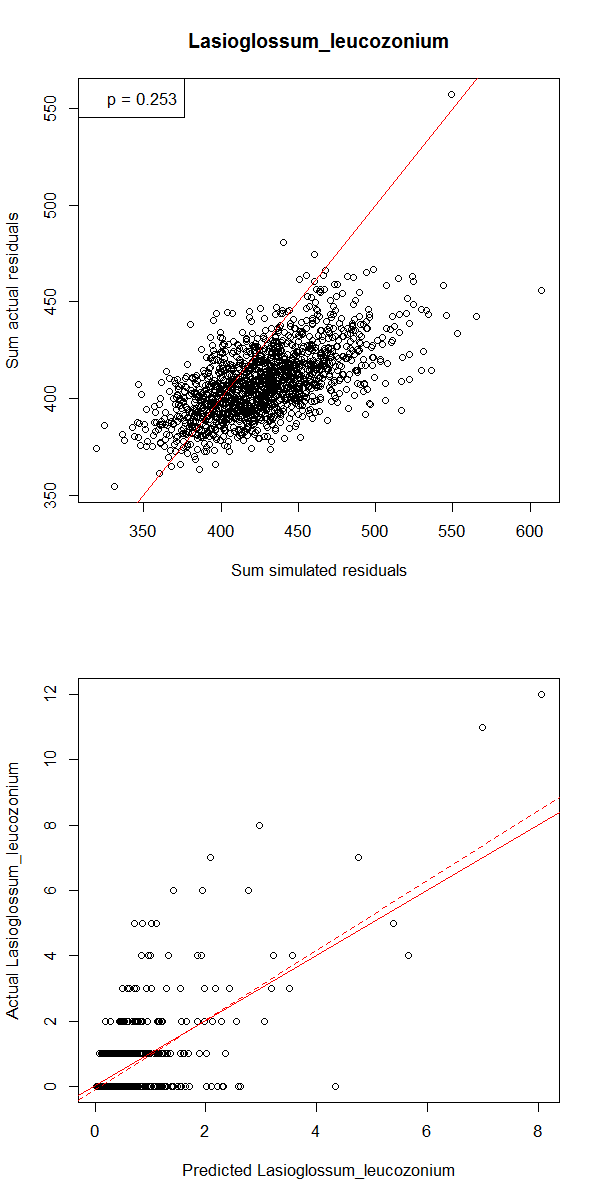 Lasioglossum_leucozonium
p = 0.253
Sum actual residuals
550
500
450
400
350
350 400 450 500 550 600
Sum simulated residuals
Actual Lasioglossum_leucozonium
12
10
8
6
4
2
0
0 2 4 6 8
Predicted Lasioglossum_leucozonium